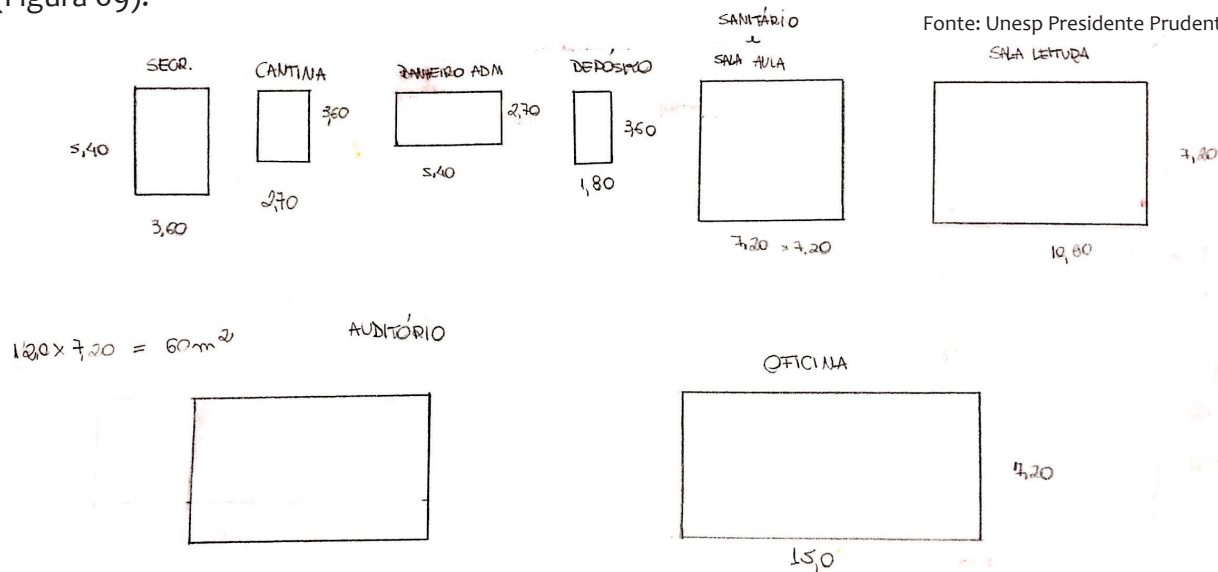 (Figura 09).
Fonte: Unesp Presidente Prudent
SEGR.
5,40
3,60
CANTINA
3,60
2,70
BANHEIRO ADM
2,70
5,40
DEPÓSITO
3,60
1,80
SANITÁRIO
e
SALA AULA
7,20 x 7,20
SALA LEITURA
7,20
10,80
12,0 x 7,20 = 60m²
AUDITÓRIO
OFICINA
7,20
15,0